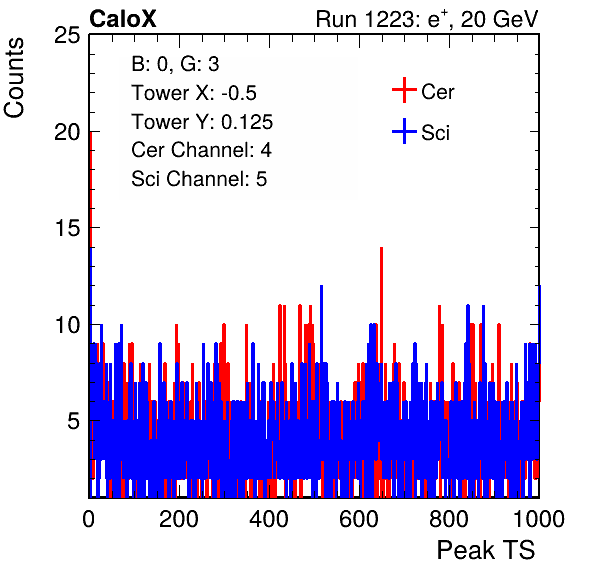 CaloX Run 1223: e+, 20 GeV
Counts
25
20
15
10
5
B: 0, G: 3
Tower X: -0.5
Tower Y: 0.125
Cer Channel: 4
Sci Channel: 5
Cer
Sci
0 200 400 600 800 1000
Peak TS